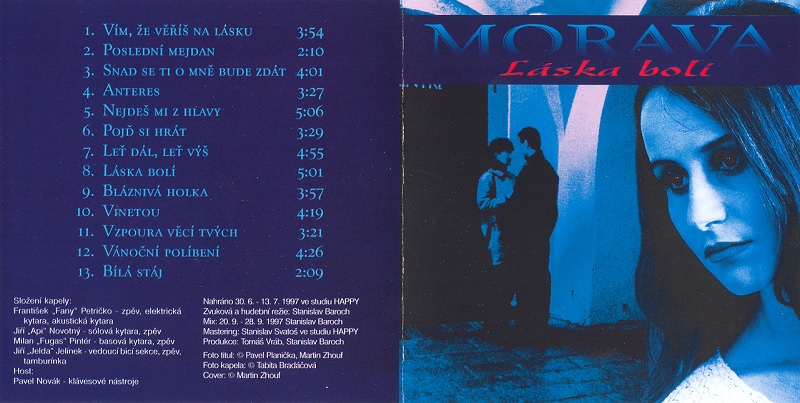 1. Vím, že věříš na lásku 3:54
2. Poslední mejdan 2:10
3. Snad se ti o mně bude zdát 4:01
4. Anteres 3:27
5. Nejdeš mi z hlavy 5:06
6. Pojď si hrát 3:29
7. Leť dál, leť výš 4:55
8. Láska bolí 5:01
9. Bláznivá holka 3:57
10. Vinetou 4:19
11. Vzpoura věcí tvých 3:21
12. Vánoční políbení 4:26
13. Bílá stáj 2:09
Složení kapely:
František „Fany" Petričko - zpěv, elektrická
kytara, akustická kytara
Jiří „Api" Novotný - sólová kytara, zpěv
Milan „Fugas" Pintér - basová kytara, zpěv
Jiří „Jelďa" Jelínek - vedoucí bicí sekce, zpěv,
tamburínka
Host:
Pavel Novák - klávesové nástroje
Nahráno 30. 6. - 13. 7. 1997 ve studiu HAPPY
Zvuková a hudební režie: Stanislav Baroch
Mix: 20. 9. - 28. 9. 1997 Stanislav Baroch
Mastering: Stanislav Svatoš ve studiu HAPPY
Produkce: Tomáš Vráb, Stanislav Baroch
Foto titul: © Pavel Planička, Martin Zhouf
Foto kapela: © Tabita Bradáčová
Cover: © Martin Zhouf
MORAVA
Láska bolí